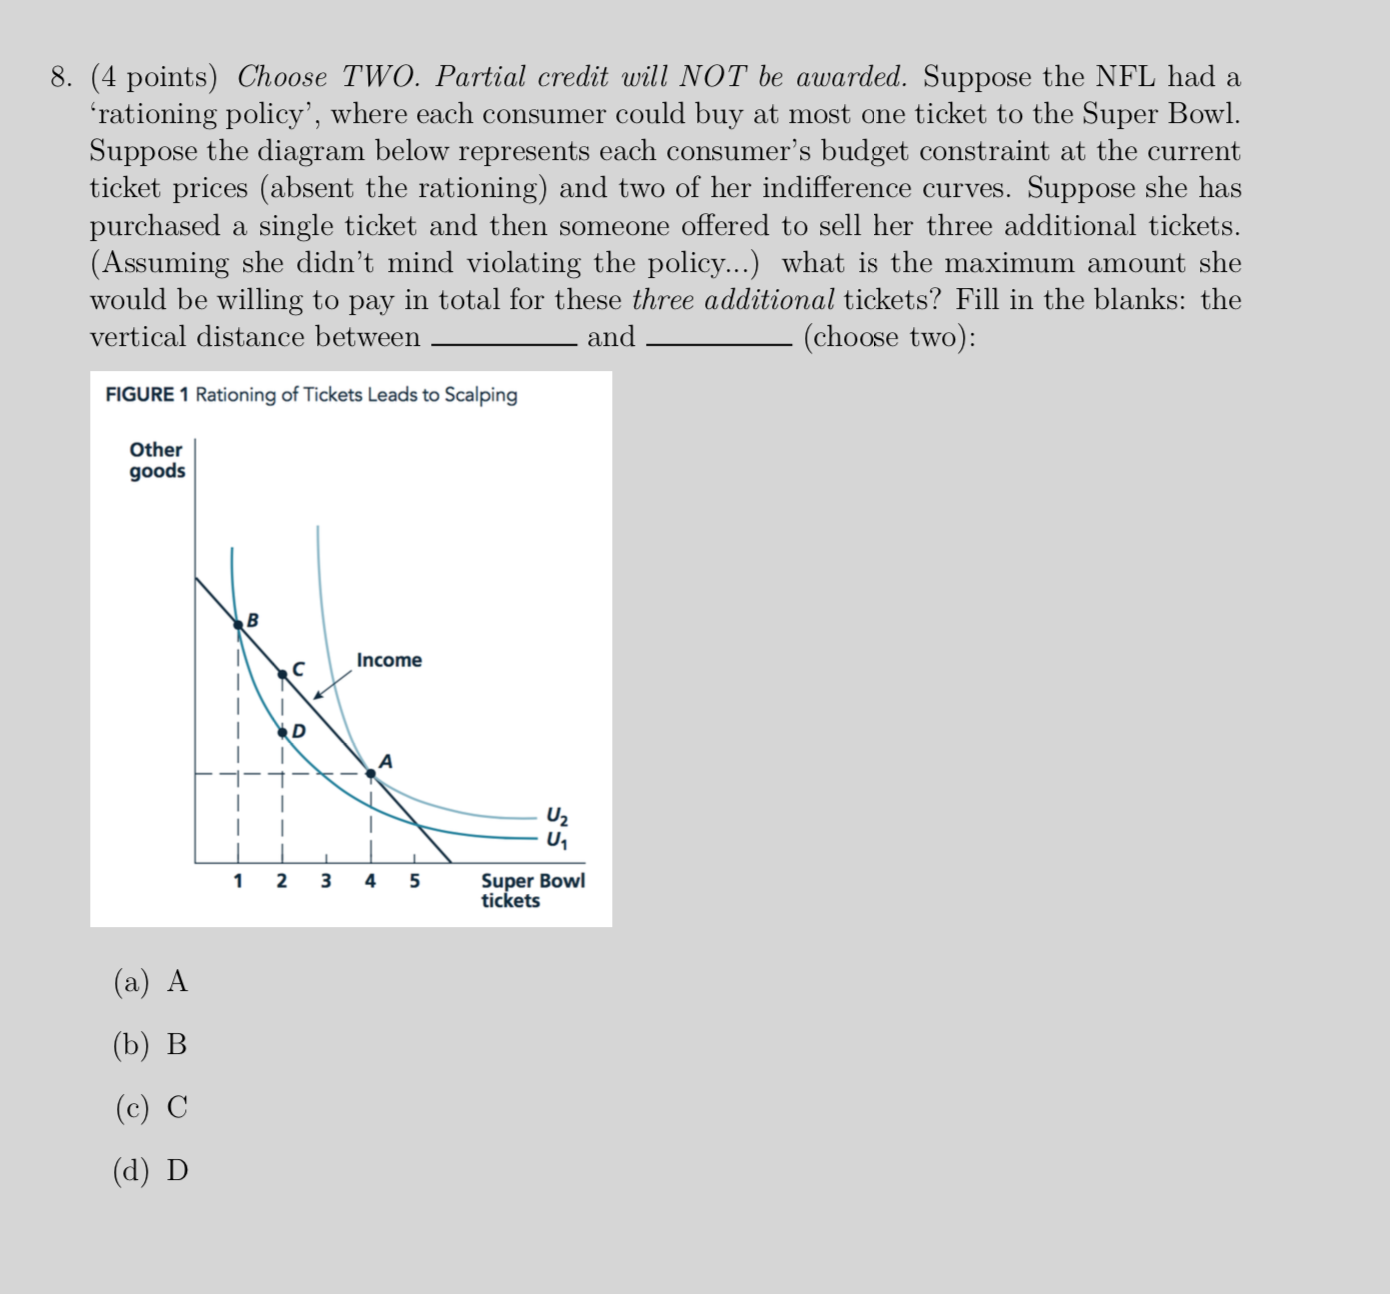 8. (4 points) Choose TWO. Partial credit will NOT be awarded. Suppose the NFL had a
‘rationing policy’, where each consumer could buy at most one ticket to the Super Bowl.
Suppose the diagram below represents each consumer’s budget constraint at the current
ticket prices (absent the rationing) and two of her indifference curves. Suppose she has
purchased a single ticket and then someone offered to sell her three additional tickets.
(Assuming she didn’t mind violating the policy...) what is the maximum amount she
would be willing to pay in total for these three additional tickets? Fill in the blanks: the
vertical distance between __________ and __________ (choose two):
FIGURE 1 Rationing of Tickets Leads to Scalping
Other
goods
B
C
Income
D
A
U₂
U₁
1 2 3 4 5 Super Bowl
tickets
(a) A
(b) B
(c) C
(d) D